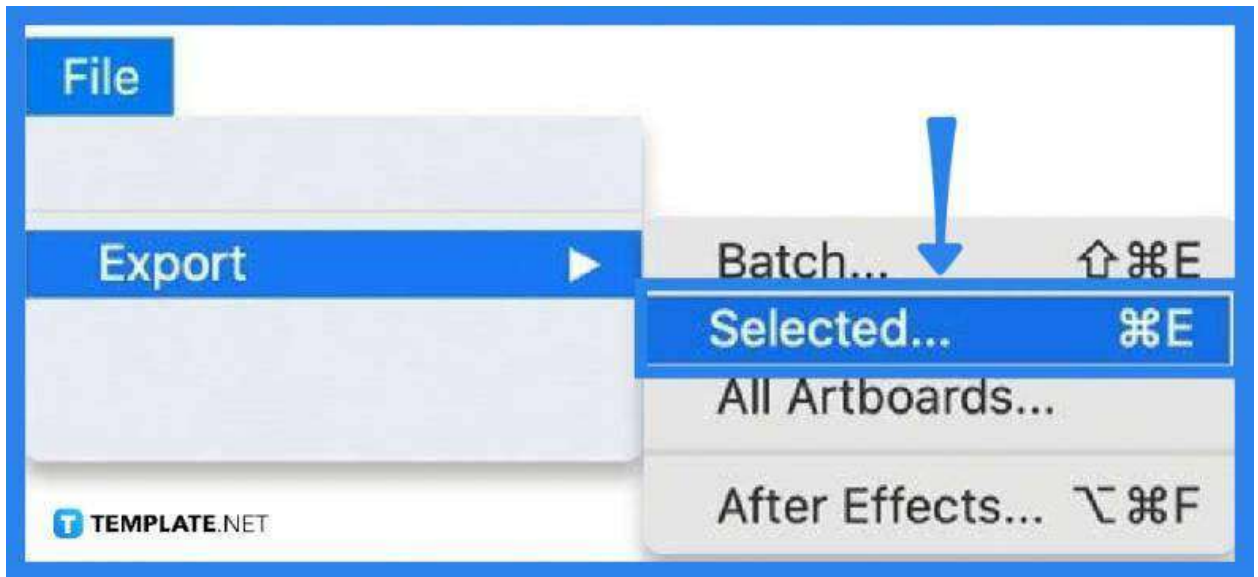 File
Export ▶
Batch... ⇧⌘E
Selected... ⌘E
All Artboards...
After Effects... ⌥⌘F
T TEMPLATE.NET